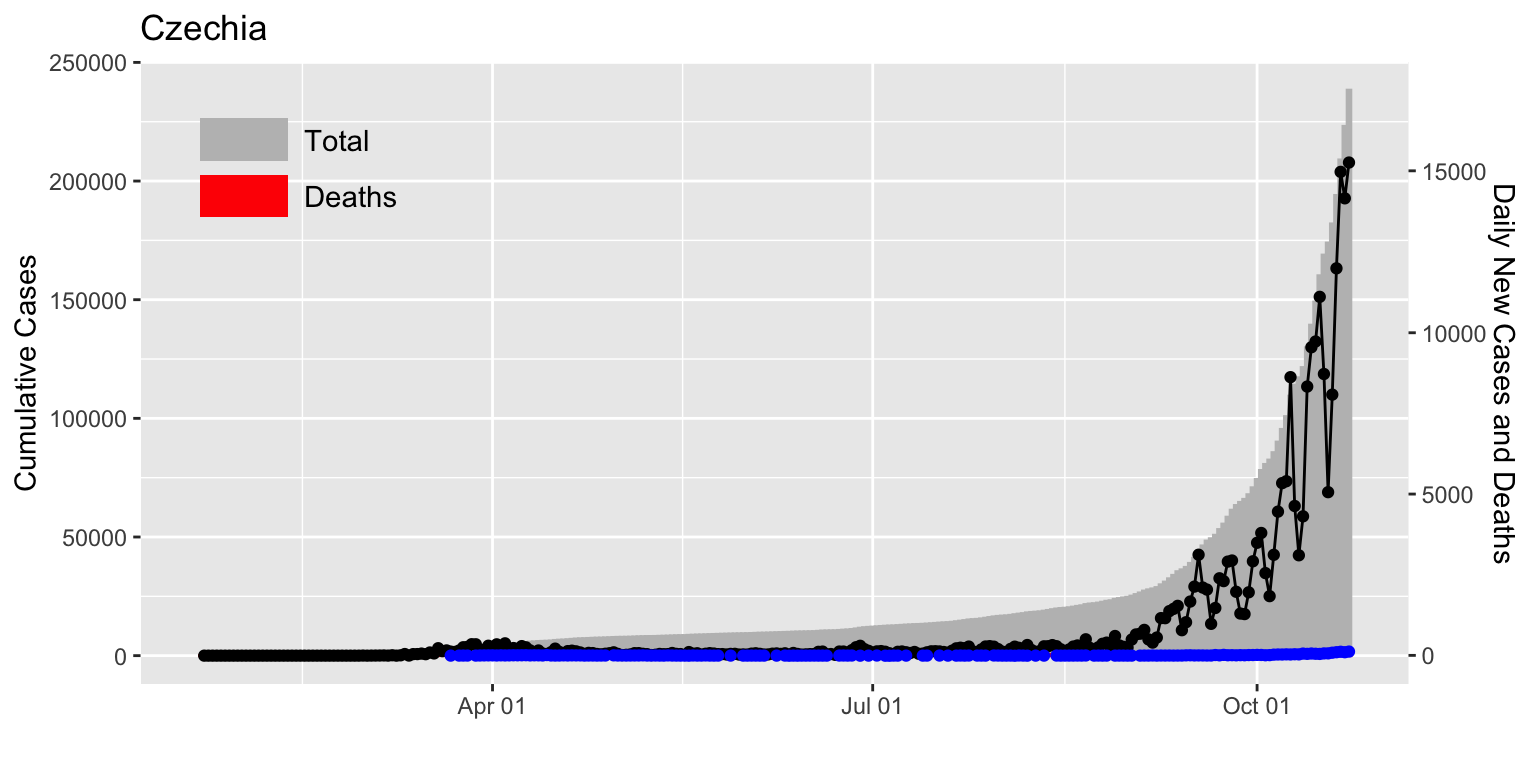 Czechia
250000
200000
150000
100000
50000
0
Cumulative Cases
Total
Deaths
15000
10000
5000
0
Daily New Cases and Deaths
Apr 01
Jul 01
Oct 01